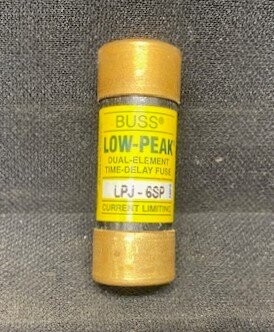 BUSS®
LOW-PEAK
DUAL-ELEMENT
TIME-DELAY FUSE
LPJ-6SP
CURRENT LIMITING